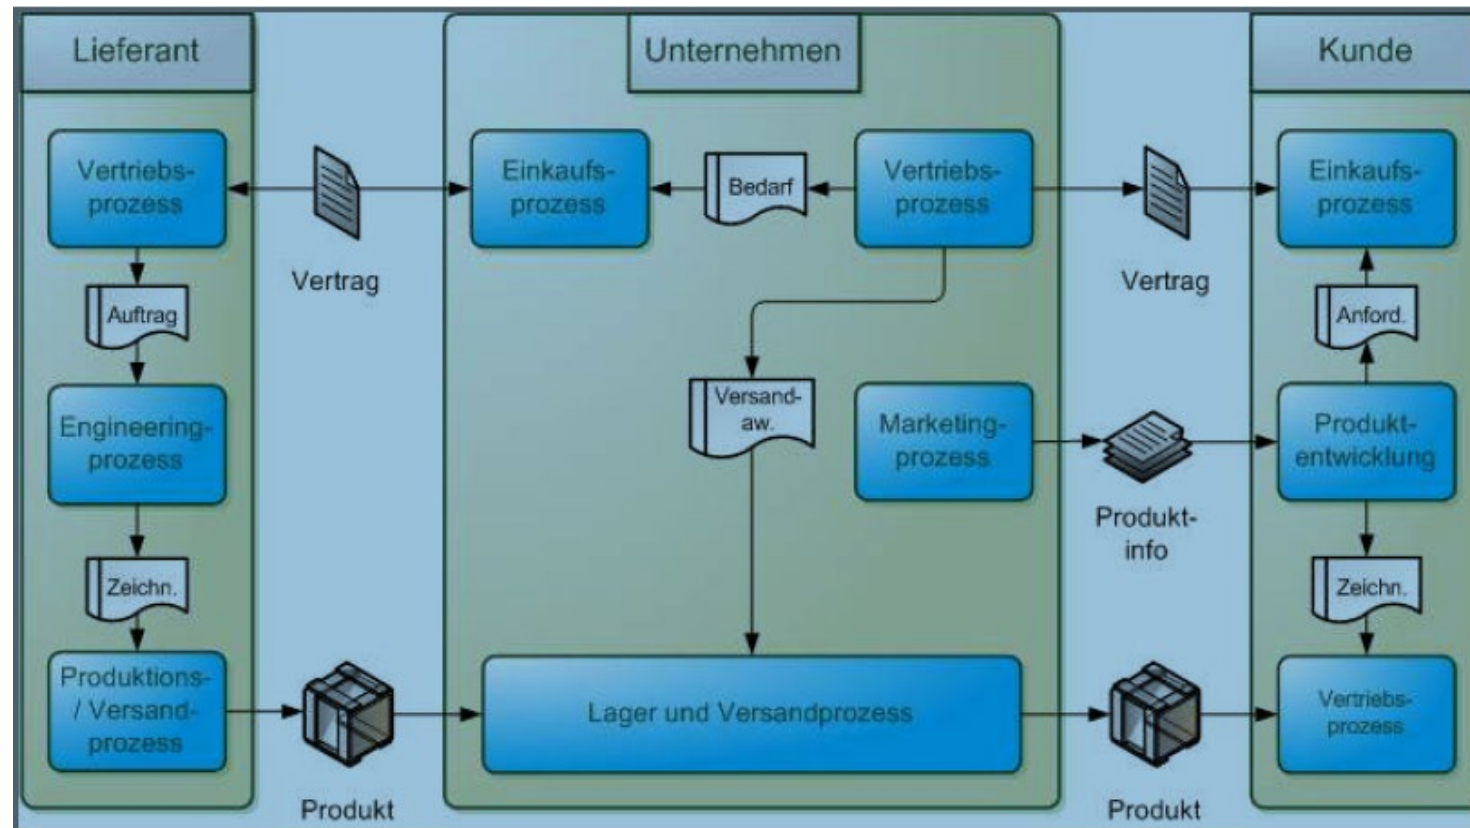 Lieferant
Unternehmen
Kunde
Vertriebs-
prozess
Einkaufs-
prozess
Bedarf
Vertriebs-
prozess
Einkaufs-
prozess
Vertrag
Vertrag
Auftrag
Anford.
Versand-
aw.
Engineering-
prozess
Marketing-
prozess
Produkt-
entwicklung
Produkt-
info
Zeichn.
Zeichn.
Produktions-
/ Versand-
prozess
Lager und Versandprozess
Vertriebs-
prozess
Produkt
Produkt